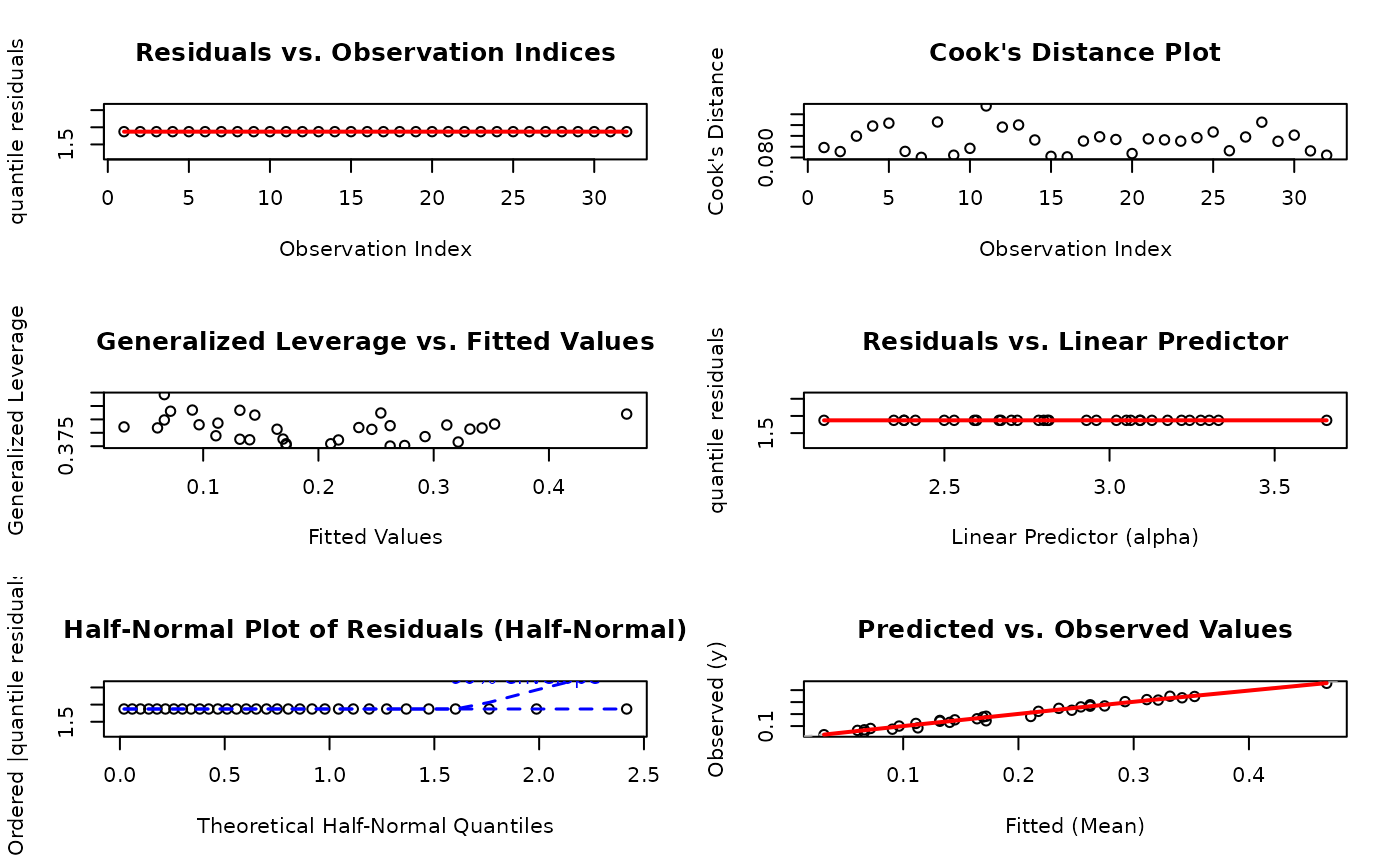 Residuals vs. Observation Indices
quantile residuals
1.5
0 5 10 15 20 25 30
Observation Index
Cook's Distance Plot
Cook's Distance
0.080
0 5 10 15 20 25 30
Observation Index
Generalized Leverage vs. Fitted Values
Generalized Leverage
0.375
0.1 0.2 0.3 0.4
Fitted Values
Residuals vs. Linear Predictor
quantile residuals
1.5
2.5 3.0 3.5
Linear Predictor (alpha)
Half-Normal Plot of Residuals (Half-Normal)
Ordered |quantile residuals
1.5
0.0 0.5 1.0 1.5 2.0 2.5
Theoretical Half-Normal Quantiles
Predicted vs. Observed Values
Observed (y)
0.1
0.1 0.2 0.3 0.4
Fitted (Mean)